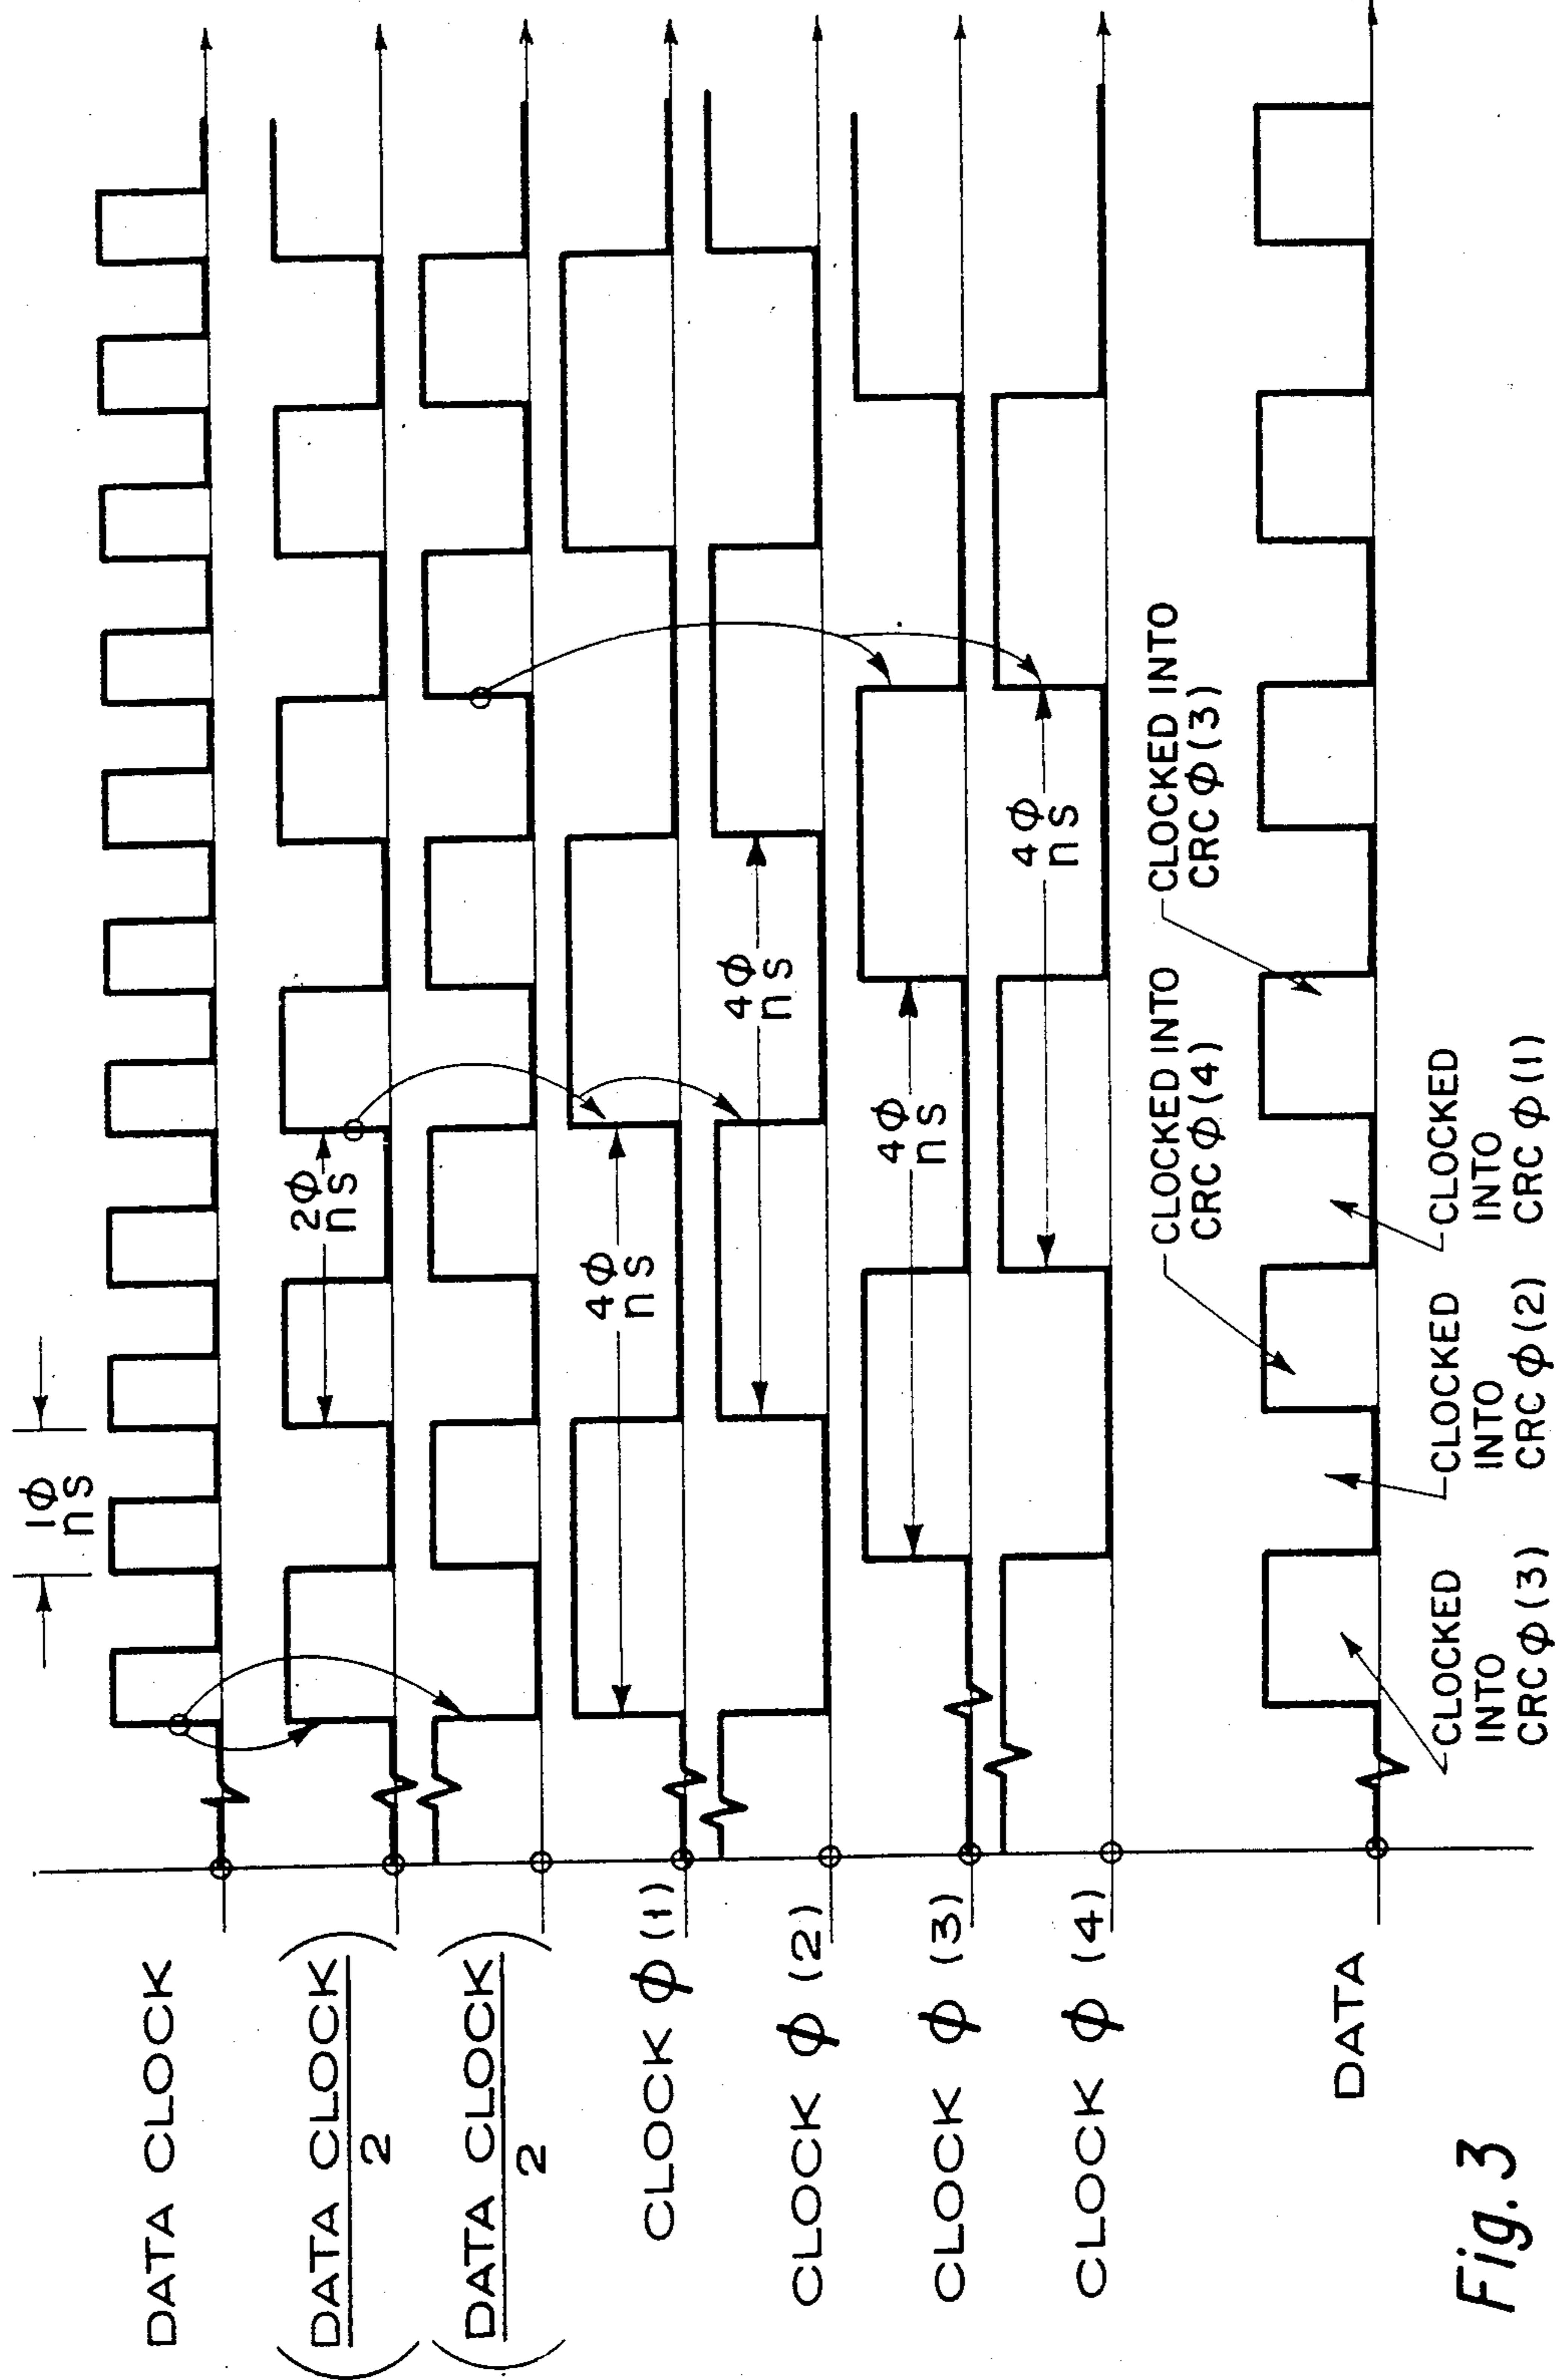 1ϕ
ns
DATA CLOCK
(DATA CLOCK)
2
2ϕ
ns
(DATA CLOCK)
2
CLOCK ϕ (1)
4ϕ
ns
CLOCK ϕ (2)
4ϕ
ns
CLOCK ϕ (3)
4ϕ
ns
CLOCK ϕ (4)
4ϕ
ns
CLOCKED INTO
CRC ϕ (4)
CLOCKED INTO
CRC ϕ (3)
DATA
CLOCKED
INTO
CRC ϕ (3)
CLOCKED
INTO
CRC ϕ (2)
CLOCKED
INTO
CRC ϕ (1)
Fig. 3